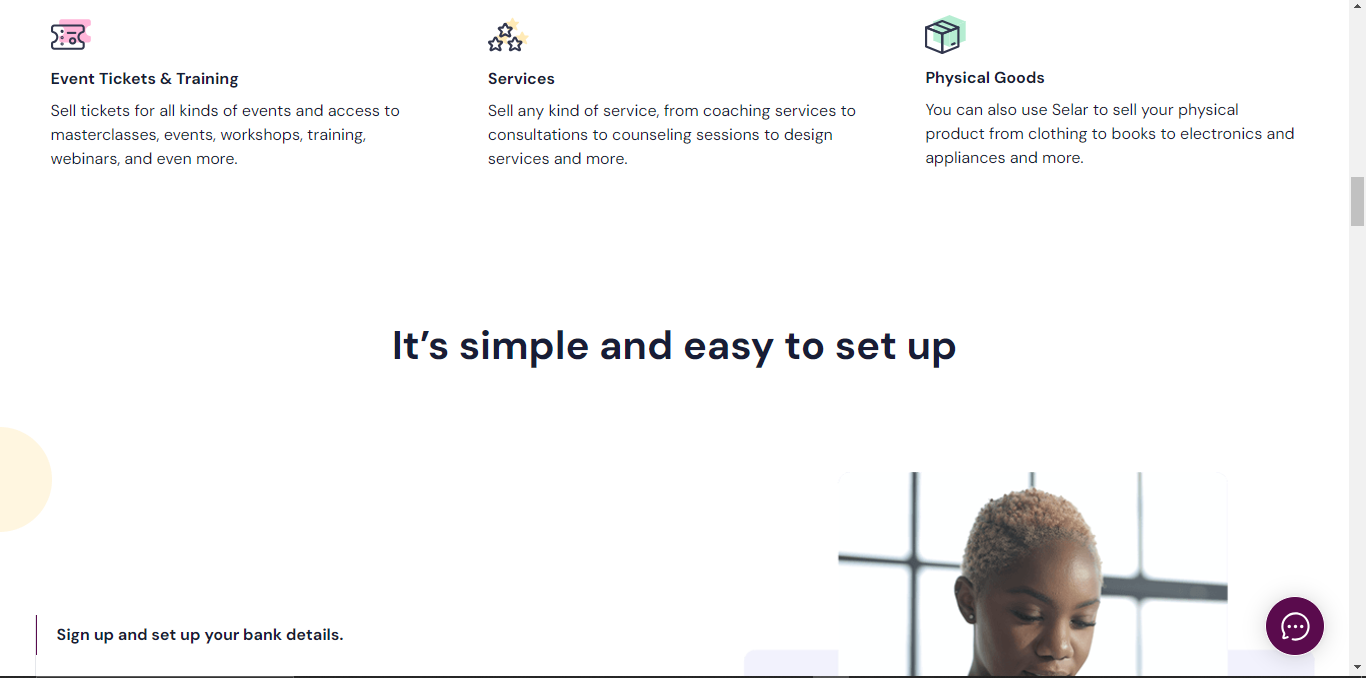 Event Tickets & Training
Sell tickets for all kinds of events and access to
masterclasses, events, workshops, training,
webinars, and even more.
Services
Sell any kind of service, from coaching services to
consultations to counseling sessions to design
services and more.
Physical Goods
You can also use Selar to sell your physical
product from clothing to books to electronics and
appliances and more.
It’s simple and easy to set up
Sign up and set up your bank details.